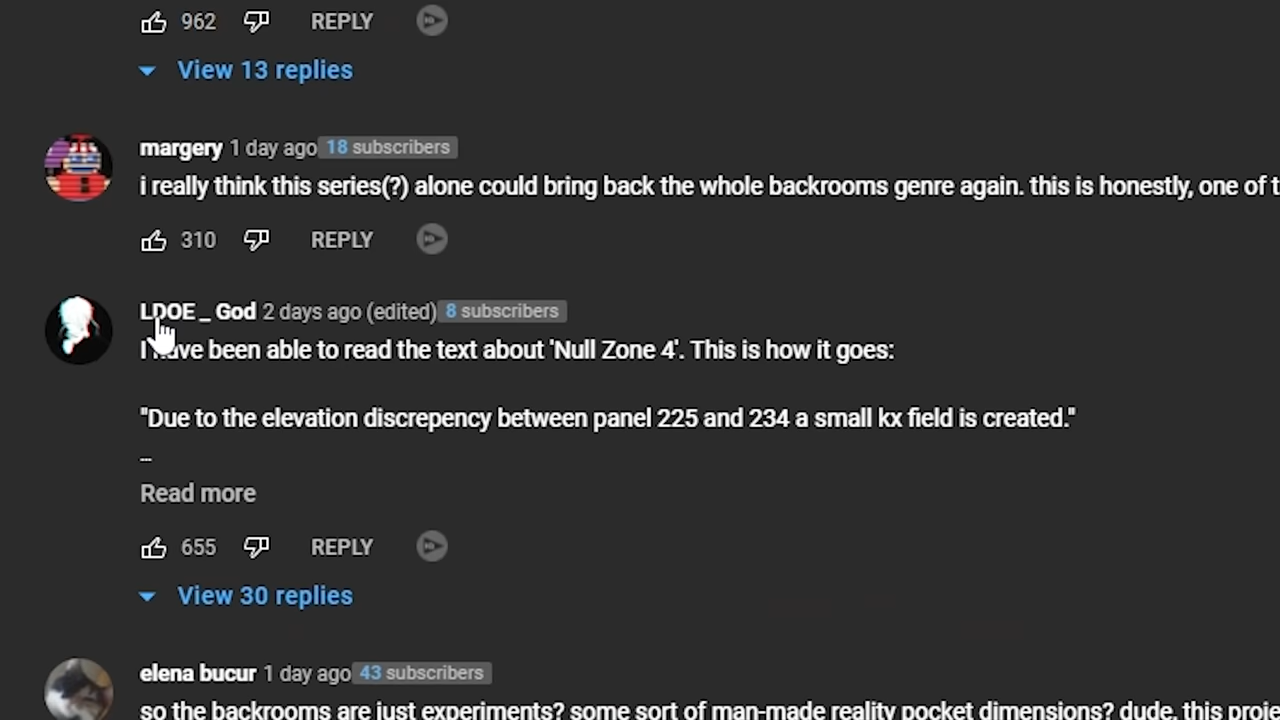 962 REPLY
View 13 replies
margery 1 day ago 18 subscribers
i really think this series(?) alone could bring back the whole backrooms genre again. this is honestly, one of t
310 REPLY
LDOE _ God 2 days ago (edited) 8 subscribers
I have been able to read the text about 'Null Zone 4'. This is how it goes:
"Due to the elevation discrepency between panel 225 and 234 a small kx field is created."
...
Read more
655 REPLY
View 30 replies
elena bucur 1 day ago 43 subscribers
so the backrooms are just experiments? some sort of man-made reality pocket dimensions? dude, this proje